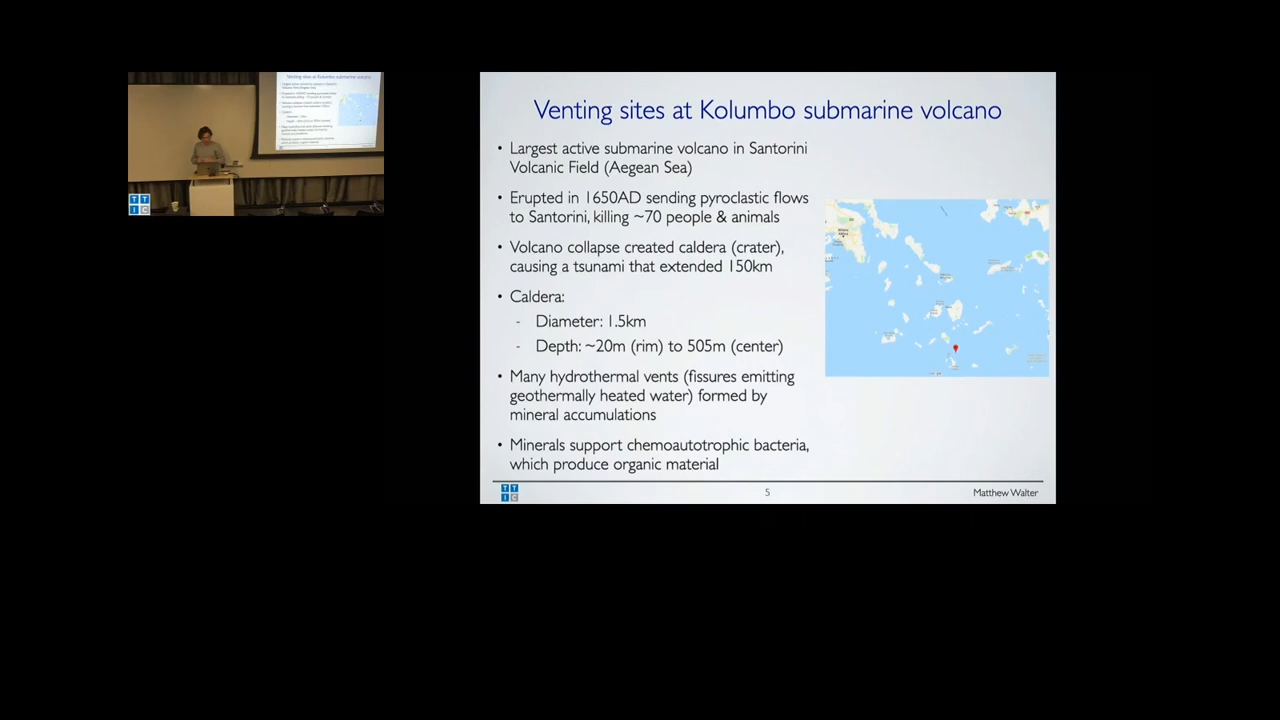 Venting sites at Kolumbo submarine volcano
• Largest active submarine volcano in Santorini
Volcanic Field (Aegean Sea)
• Erupted in 1650AD sending pyroclastic flows
to Santorini, killing ~70 people & animals
• Volcano collapse created caldera (crater),
causing a tsunami that extended 150km
• Caldera:
- Diameter: 1.5km
- Depth: ~20m (rim) to 505m (center)
• Many hydrothermal vents (fissures emitting
geothermally heated water) formed by
mineral accumulations
• Minerals support chemoautotrophic bacteria,
which produce organic material
T T
I C
5
Matthew Walter
T T
I C